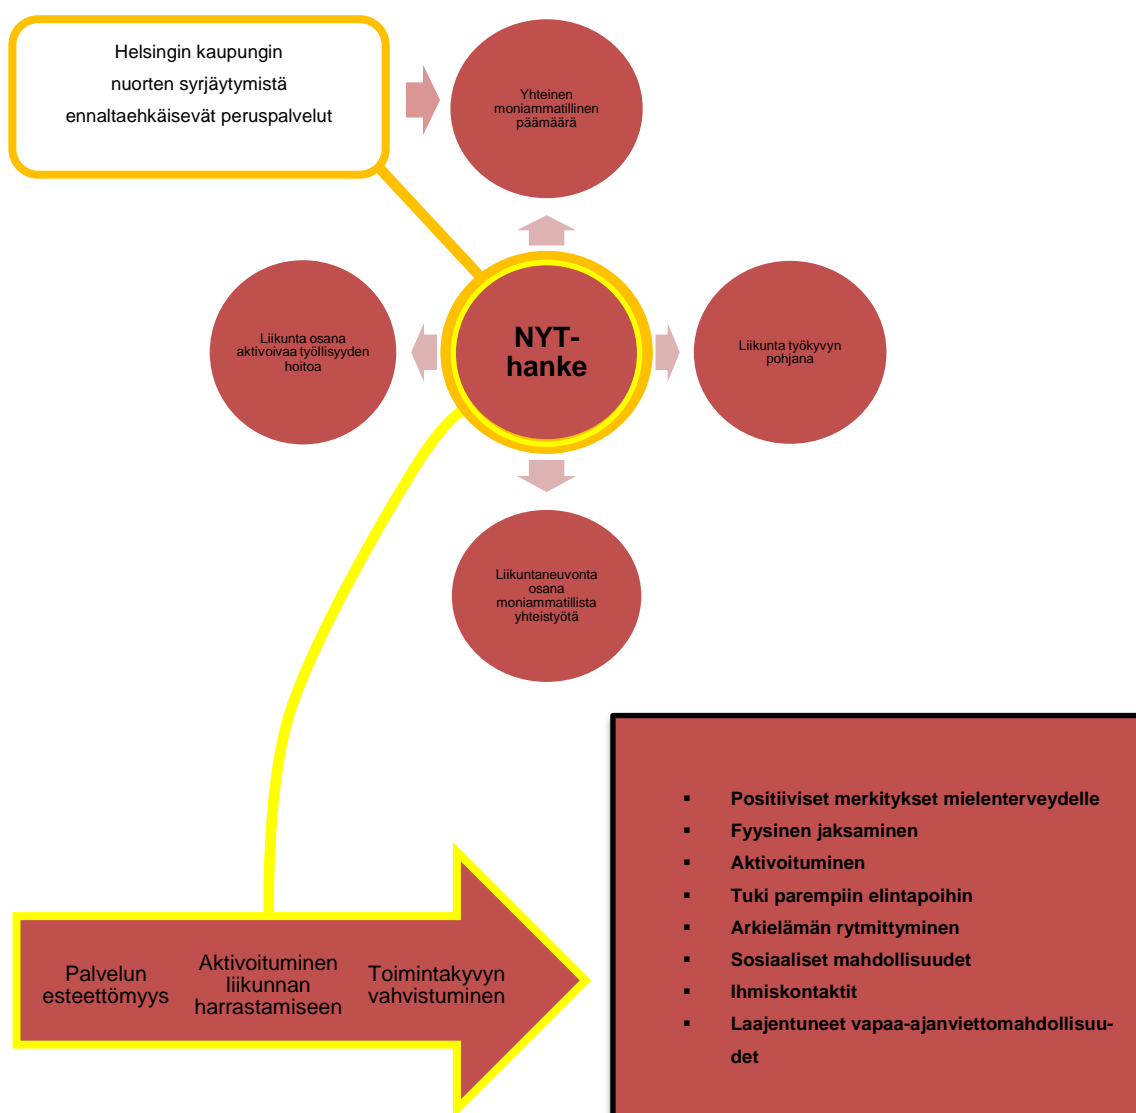 Helsingin kaupungin
nuorten syrjäytymistä
ennaltaehkäisevät peruspalvelut
Yhteinen
moniammatillinen
päämäärä
Liikunta osana
aktivoivaa työllisyyden
hoitoa
NYT-
hanke
Liikunta työkyvyn
pohjana
Liikuntaneuvonta
osana
moniammatillista
yhteistyötä
Palvelun
esteettömyys
Aktivoituminen
liikunnan
harrastamiseen
Toimintakyvyn
vahvistuminen
▪ Positiiviset merkitykset mielenterveydelle
▪ Fyysinen jaksaminen
▪ Aktivoituminen
▪ Tuki parempiin elintapoihin
▪ Arkielämän rytmittyminen
▪ Sosiaaliset mahdollisuudet
▪ Ihmiskontaktit
▪ Laajentuneet vapaa-ajanviettomahdollisuu-
det